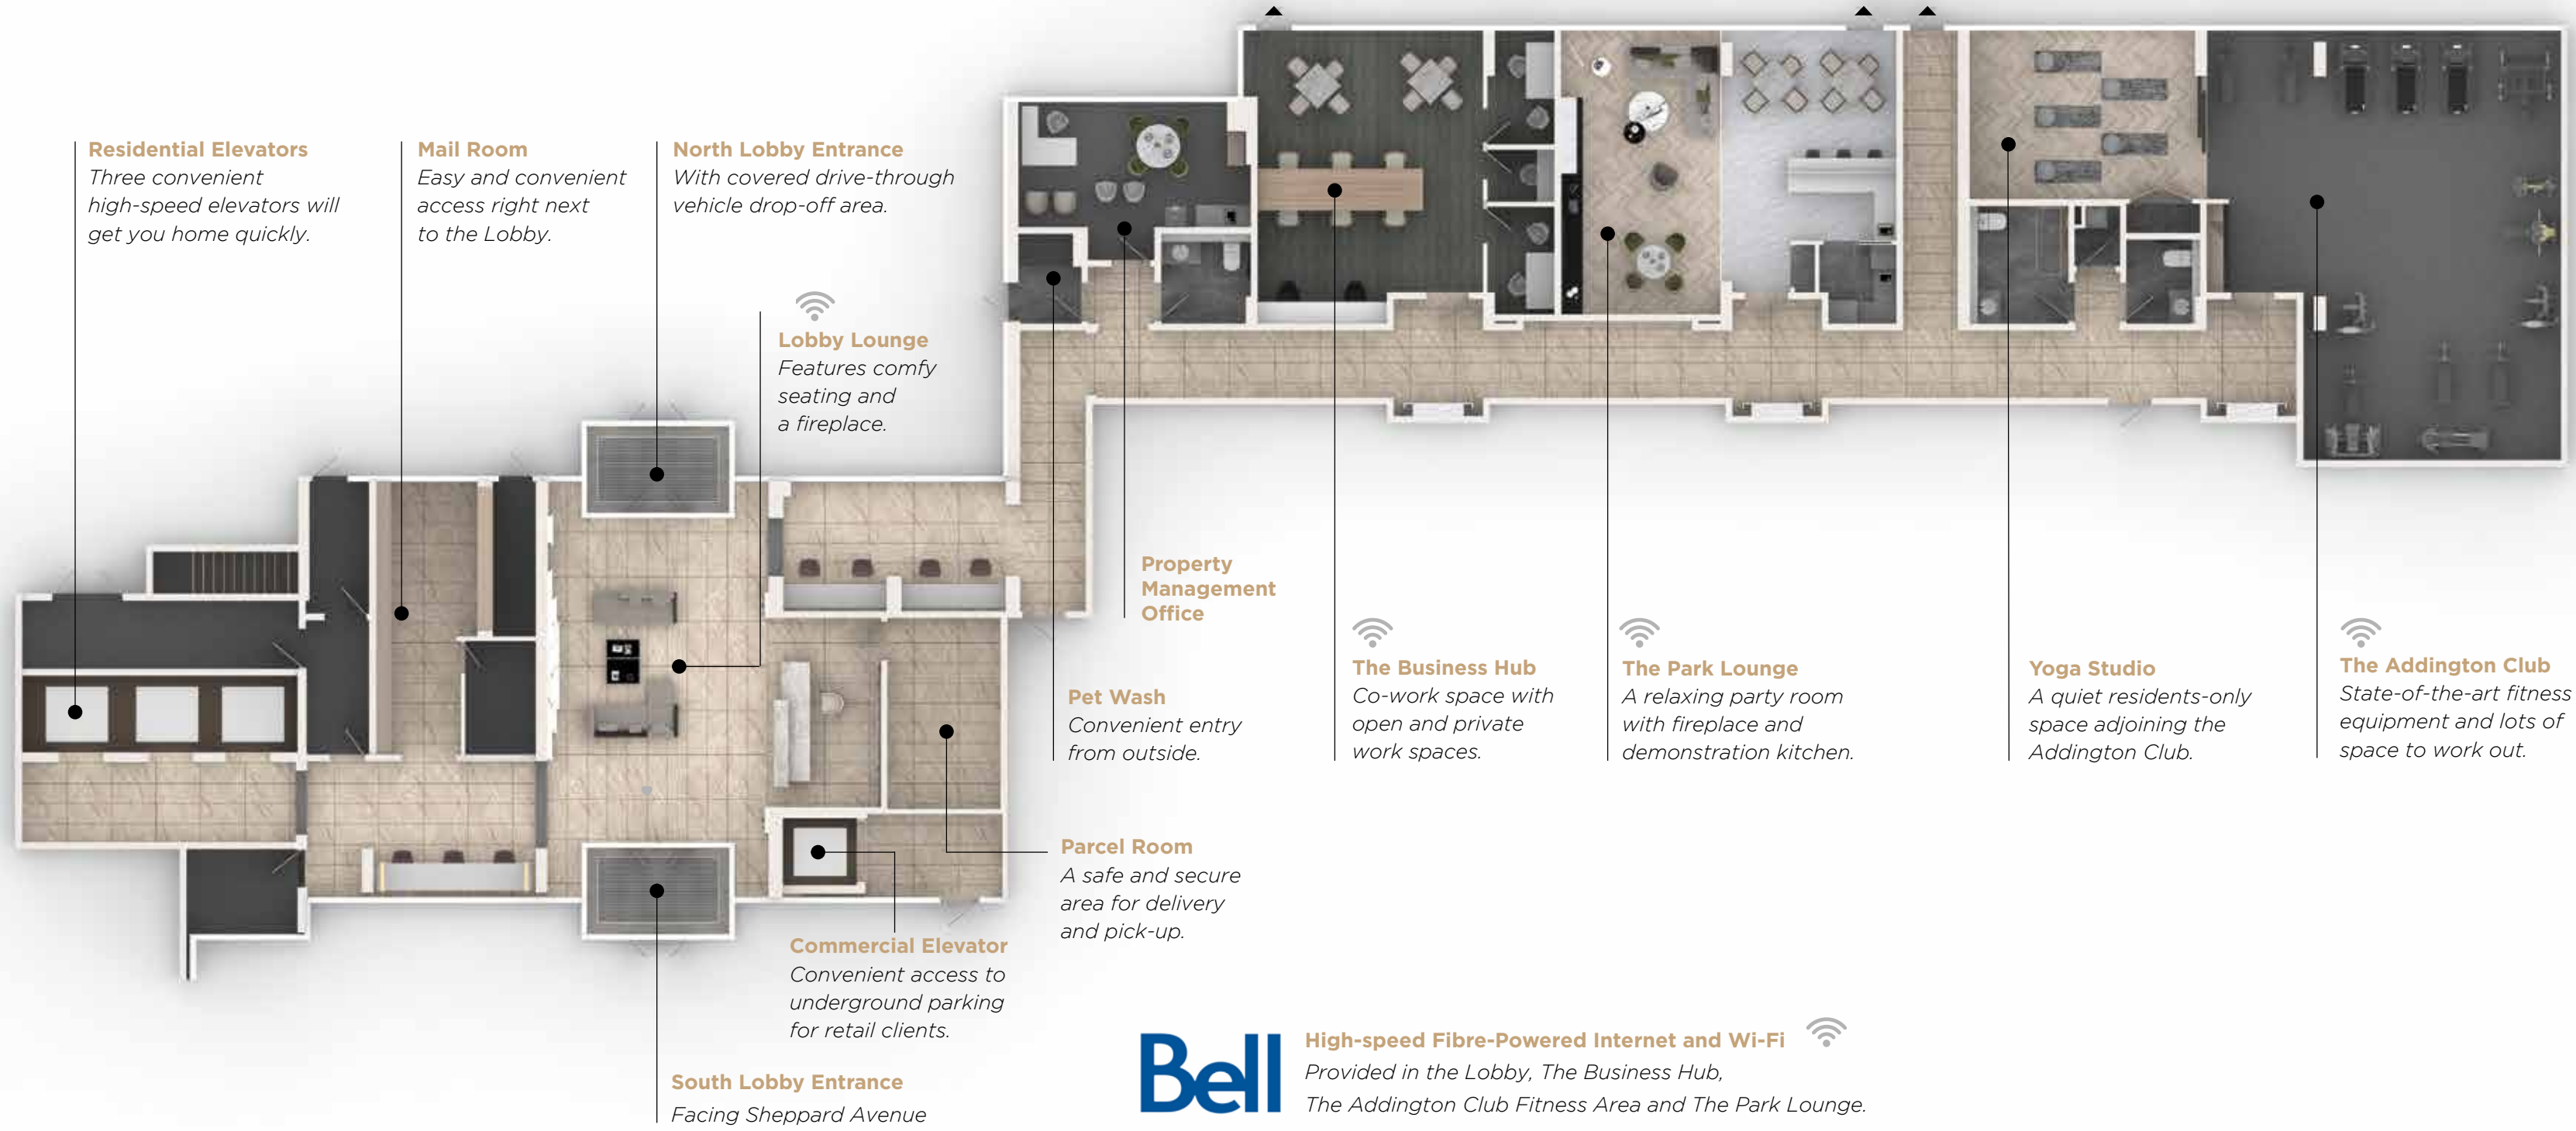 Residential Elevators
Three convenient
high-speed elevators will
get you home quickly.
Mail Room
Easy and convenient
access right next
to the Lobby.
North Lobby Entrance
With covered drive-through
vehicle drop-off area.
Lobby Lounge
Features comfy
seating and
a fireplace.
Property
Management
Office
Pet Wash
Convenient entry
from outside.
The Business Hub
Co-work space with
open and private
work spaces.
The Park Lounge
A relaxing party room
with fireplace and
demonstration kitchen.
Yoga Studio
A quiet residents-only
space adjoining the
Addington Club.
The Addington Club
State-of-the-art fitness
equipment and lots of
space to work out.
Parcel Room
A safe and secure
area for delivery
and pick-up.
Commercial Elevator
Convenient access to
underground parking
for retail clients.
South Lobby Entrance
Facing Sheppard Avenue
Bell
High-speed Fibre-Powered Internet and Wi-Fi
Provided in the Lobby, The Business Hub,
The Addington Club Fitness Area and The Park Lounge.